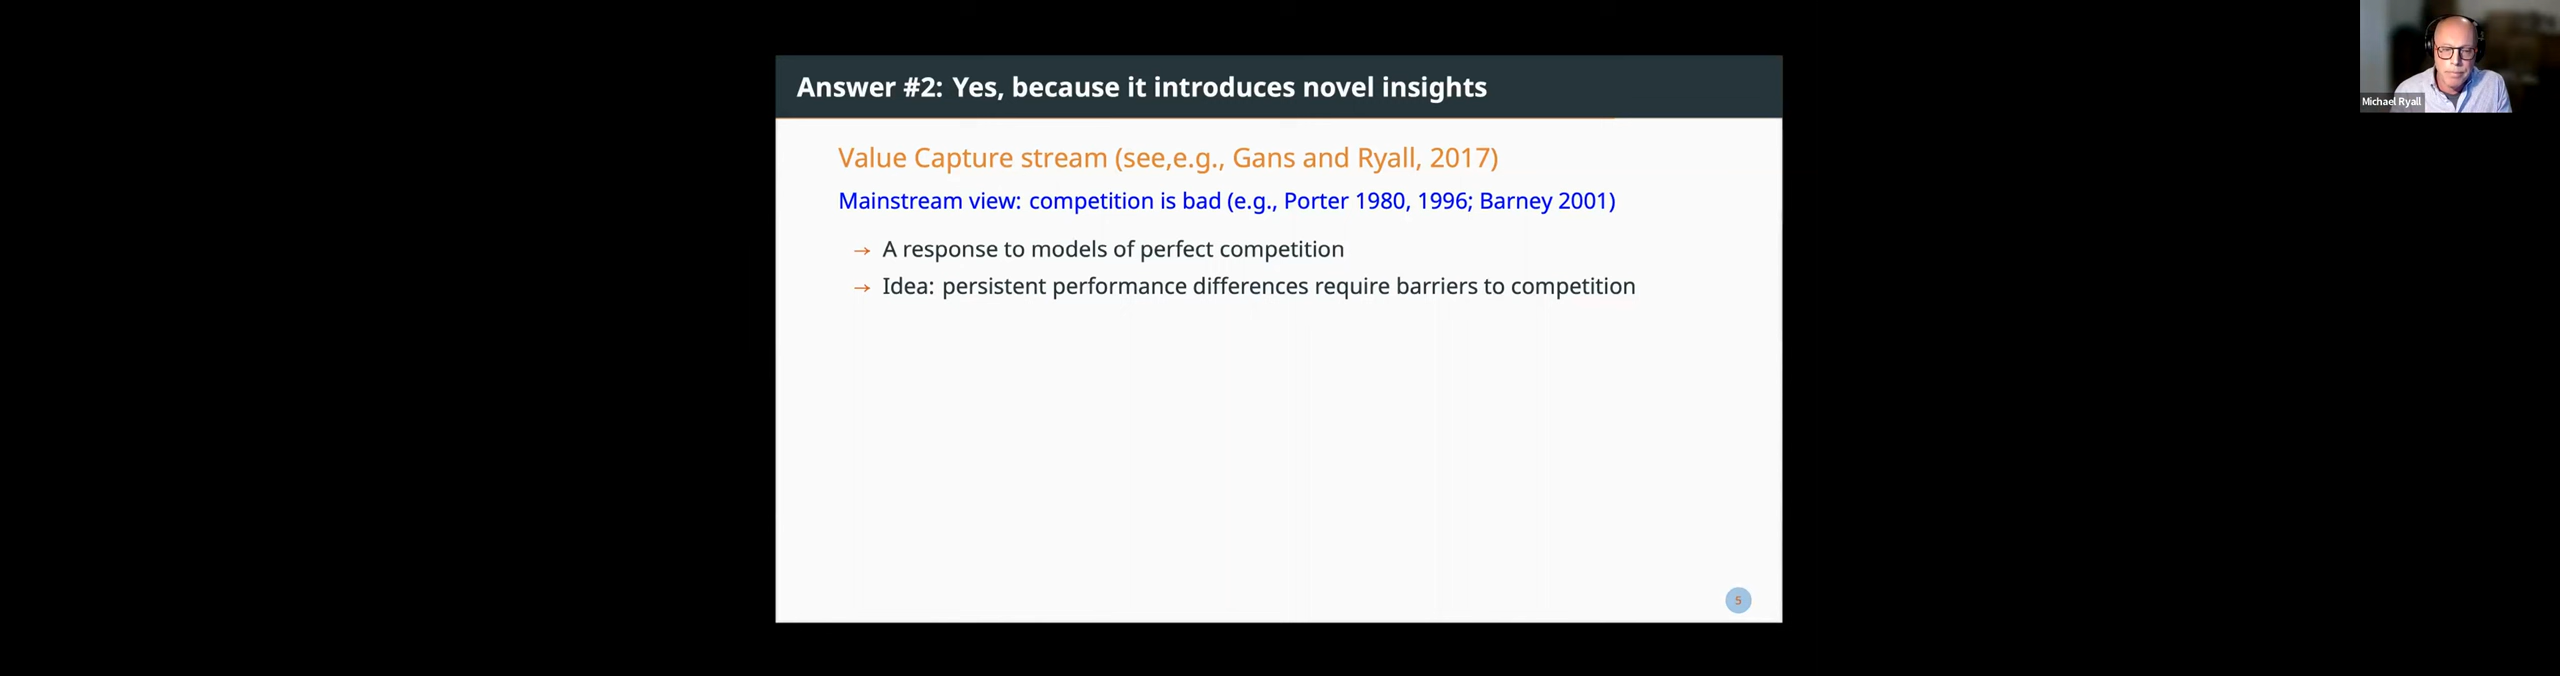 Answer #2: Yes, because it introduces novel insights
Michael Ryall
Value Capture stream (see,e.g., Gans and Ryall, 2017)
Mainstream view: competition is bad (e.g., Porter 1980, 1996; Barney 2001)
→ A response to models of perfect competition
→ Idea: persistent performance differences require barriers to competition
5